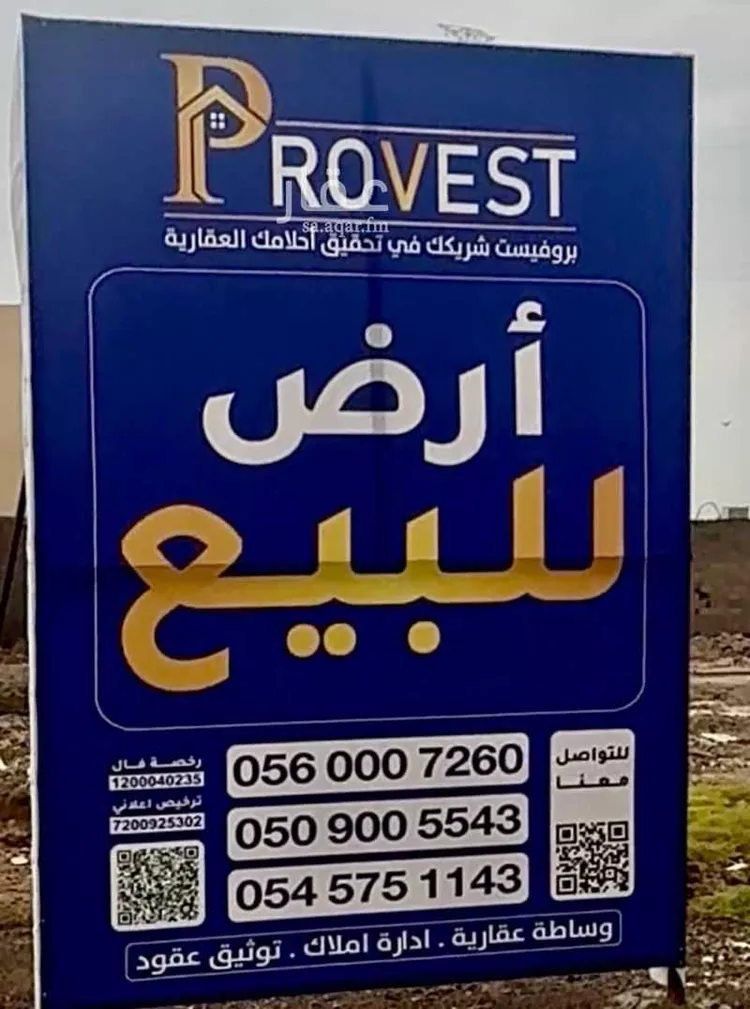 PROVEST
عقار
sa.aqar.fm
بروفيست شريكك في تحقيق أحلامك العقارية
أرض
للبيع
رخصة فال
1200040235
ترخيص اعلاني
7200925302
056 000 7260
050 900 5543
054 575 1143
للتواصل
معنا
وساطة عقارية . ادارة املاك . توثيق عقود